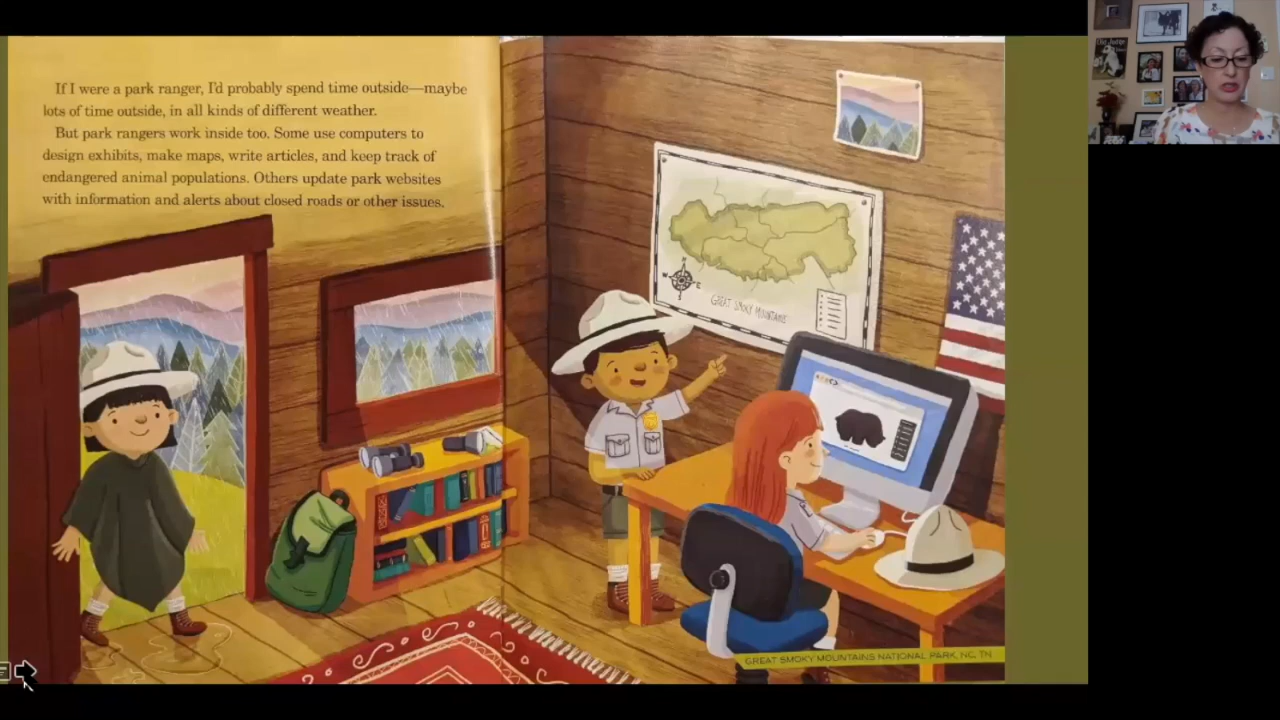 If I were a park ranger, I'd probably spend time outside—maybe
lots of time outside, in all kinds of different weather.
But park rangers work inside too. Some use computers to
design exhibits, make maps, write articles, and keep track of
endangered animal populations. Others update park websites
with information and alerts about closed roads or other issues.
N
W E
S
GREAT SMOKY MOUNTAINS
GREAT SMOKY MOUNTAINS NATIONAL PARK, NC, TN